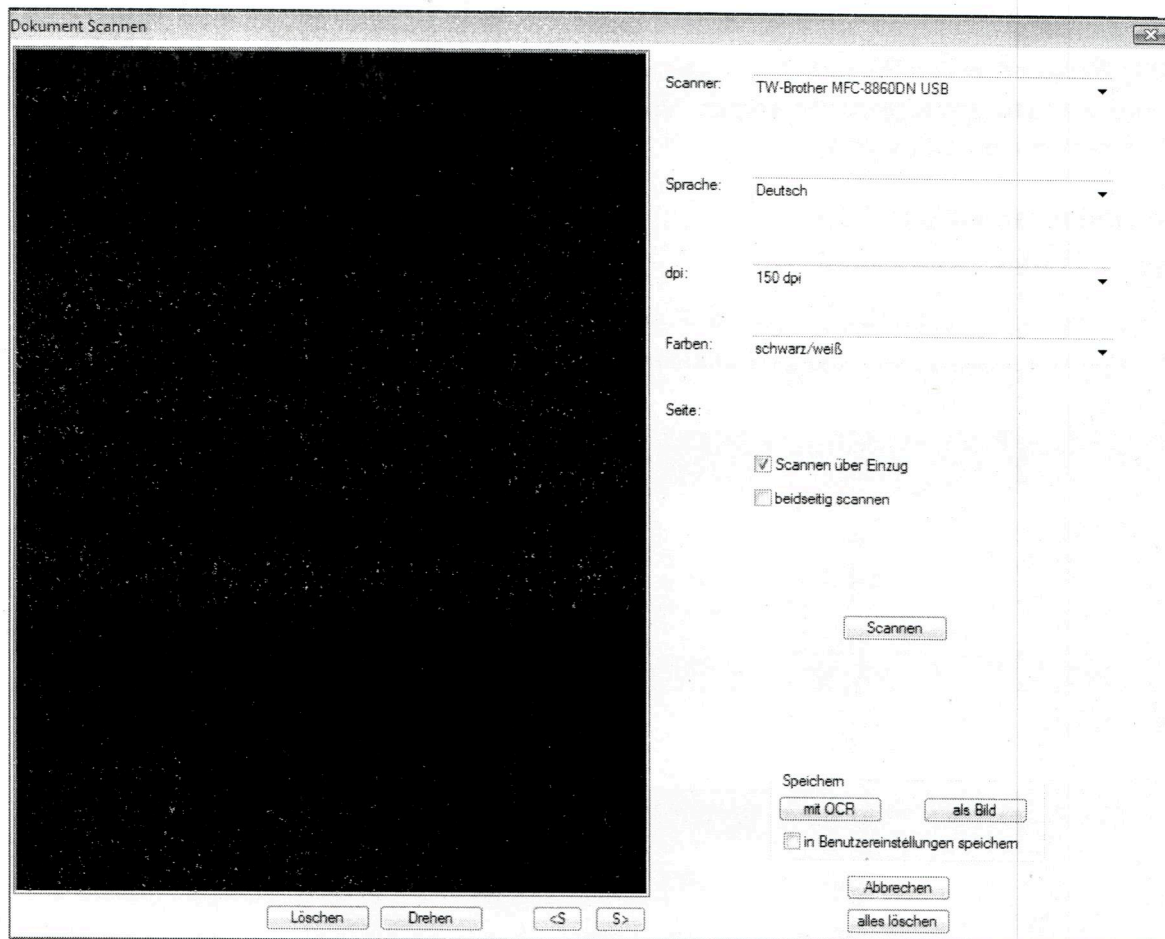 Dokument Scannen
Scanner: TW-Brother MFC-8860DN USB
Sprache: Deutsch
dpi: 150 dpi
Farben: schwarz/weiß
Seite:
Scannen über Einzug
beidseitig scannen
Scannen
Speichern
mit OCR als Bild
in Benutzereinstellungen speichern
Abbrechen
Löschen Drehen <S S>
alles löschen